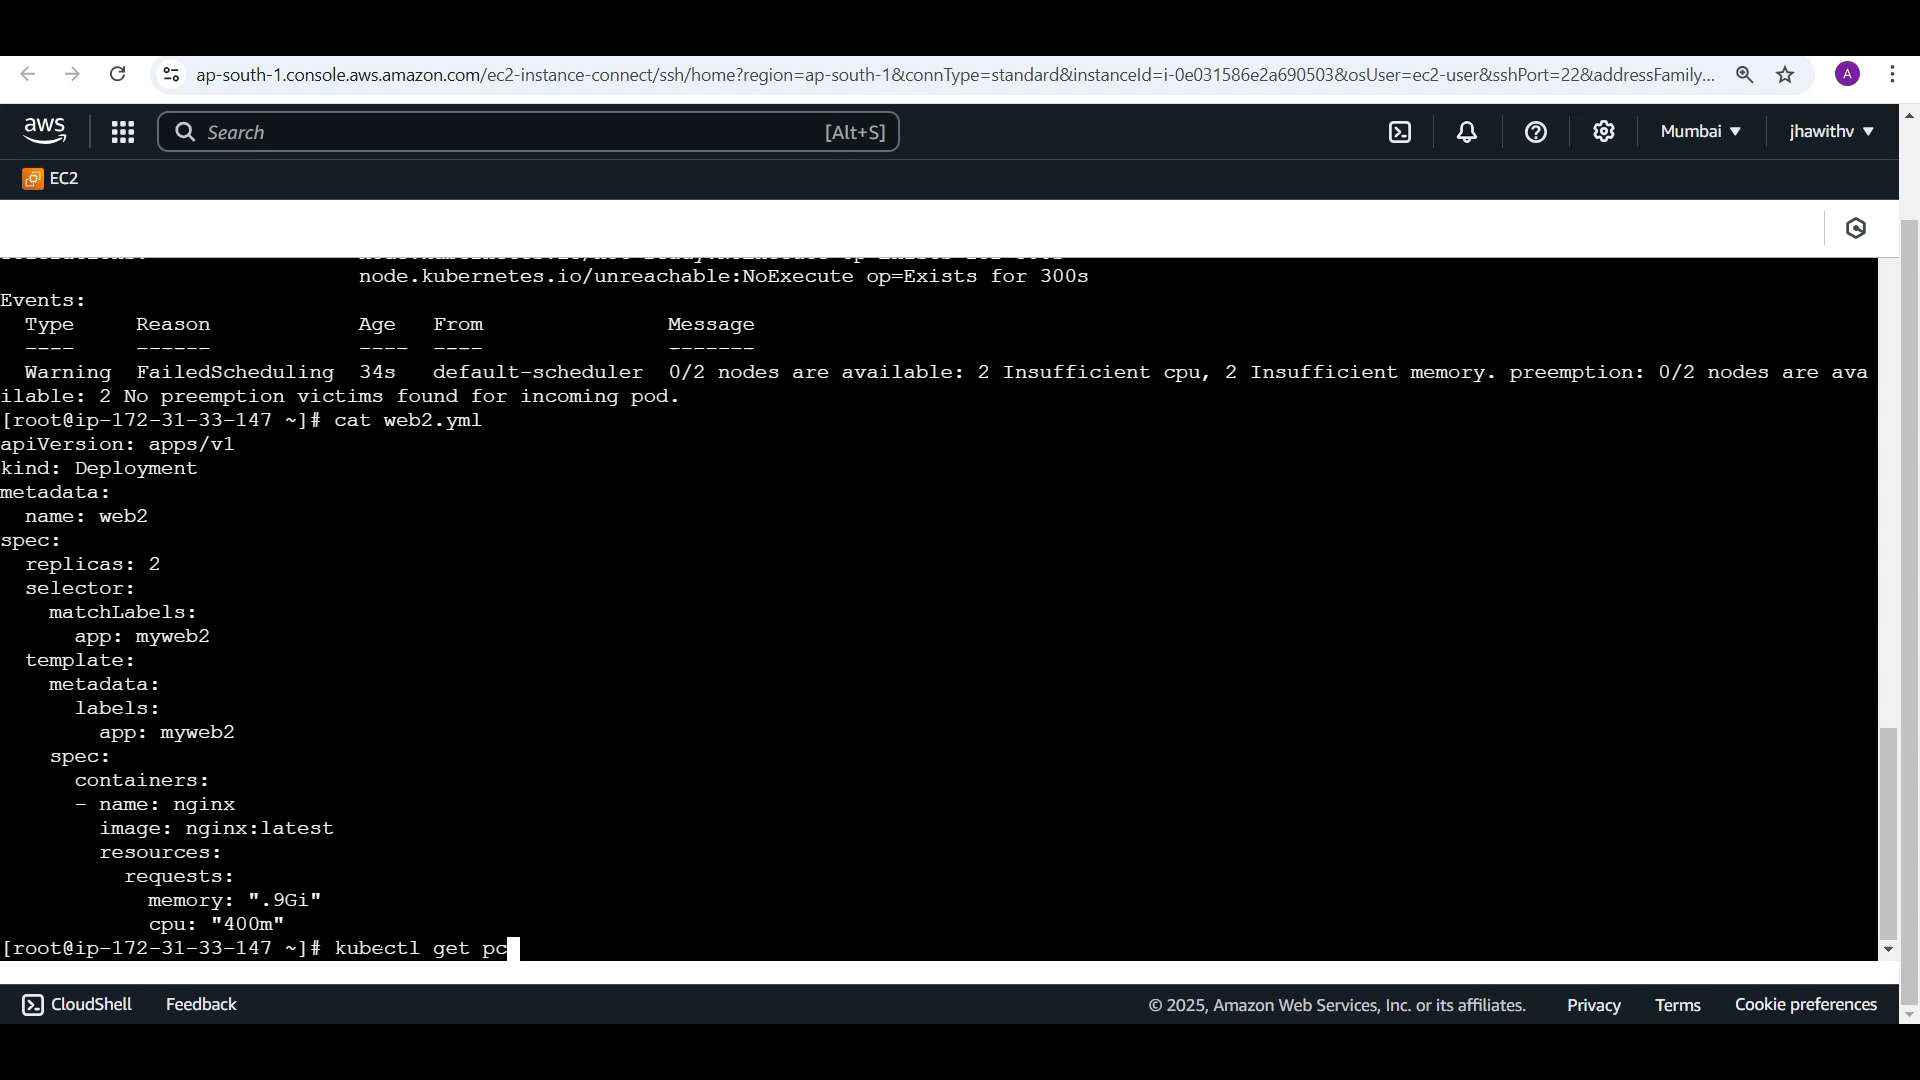 ap-south-1.console.aws.amazon.com/ec2-instance-connect/ssh/home?region=ap-south-1&connType=standard&instanceId=i-0e031586e2a690503&osUser=ec2-user&sshPort=22&addressFamily...
A
aws
Search
[Alt+S]
Mumbai
jhawithv
EC2
node.kubernetes.io/unreachable:NoExecute op=Exists for 300s
Events:
Type Reason Age From Message
---- ------ ---- ---- -------
Warning FailedScheduling 34s default-scheduler 0/2 nodes are available: 2 Insufficient cpu, 2 Insufficient memory. preemption: 0/2 nodes are ava
ilable: 2 No preemption victims found for incoming pod.
[root@ip-172-31-33-147 ~]# cat web2.yml
apiVersion: apps/v1
kind: Deployment
metadata:
  name: web2
spec:
  replicas: 2
  selector:
    matchLabels:
      app: myweb2
  template:
    metadata:
      labels:
        app: myweb2
    spec:
      containers:
      - name: nginx
        image: nginx:latest
        resources:
          requests:
            memory: ".9Gi"
            cpu: "400m"
[root@ip-172-31-33-147 ~]# kubectl get pc
CloudShell
Feedback
© 2025, Amazon Web Services, Inc. or its affiliates.
Privacy
Terms
Cookie preferences